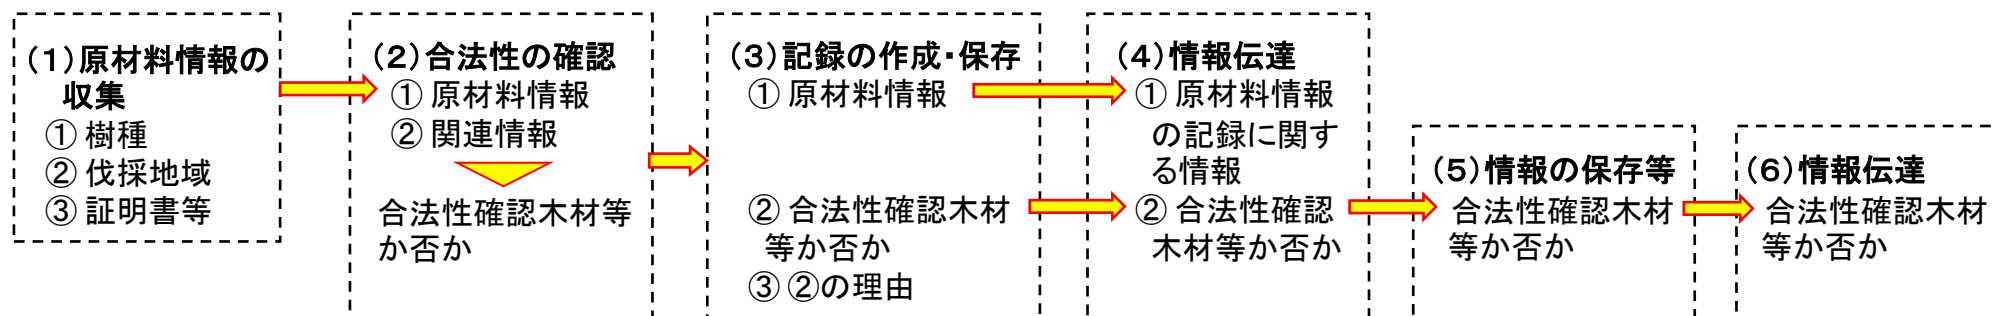 (1)原材料情報の
収集
① 樹種
② 伐採地域
③ 証明書等
(2)合法性の確認
① 原材料情報
② 関連情報
合法性確認木材等
か否か
(3)記録の作成・保存
① 原材料情報
② 合法性確認木材
等か否か
③ ②の理由
(4)情報伝達
① 原材料情報
の記録に関す
る情報
② 合法性確認
木材等か否か
(5)情報の保存等
合法性確認木材
等か否か
(6)情報伝達
合法性確認木材
等か否か